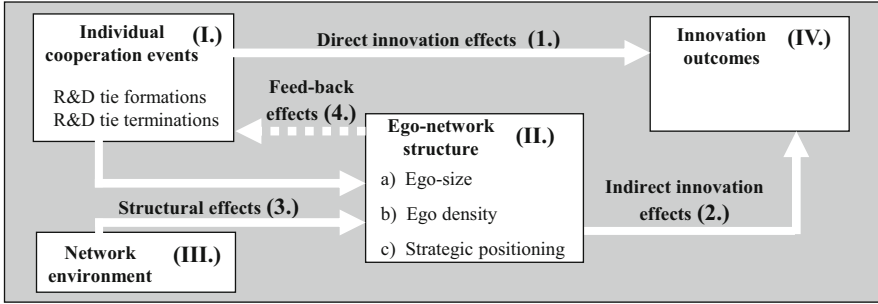 Individual (I.)
cooperation events
R&D tie formations
R&D tie terminations
Direct innovation effects (1.)
Innovation (IV.)
outcomes
Feed-back
effects (4.)
Ego-network (II.)
structure
a) Ego-size
b) Ego density
c) Strategic positioning
Structural effects (3.)
Indirect innovation
effects (2.)
Network (III.)
environment